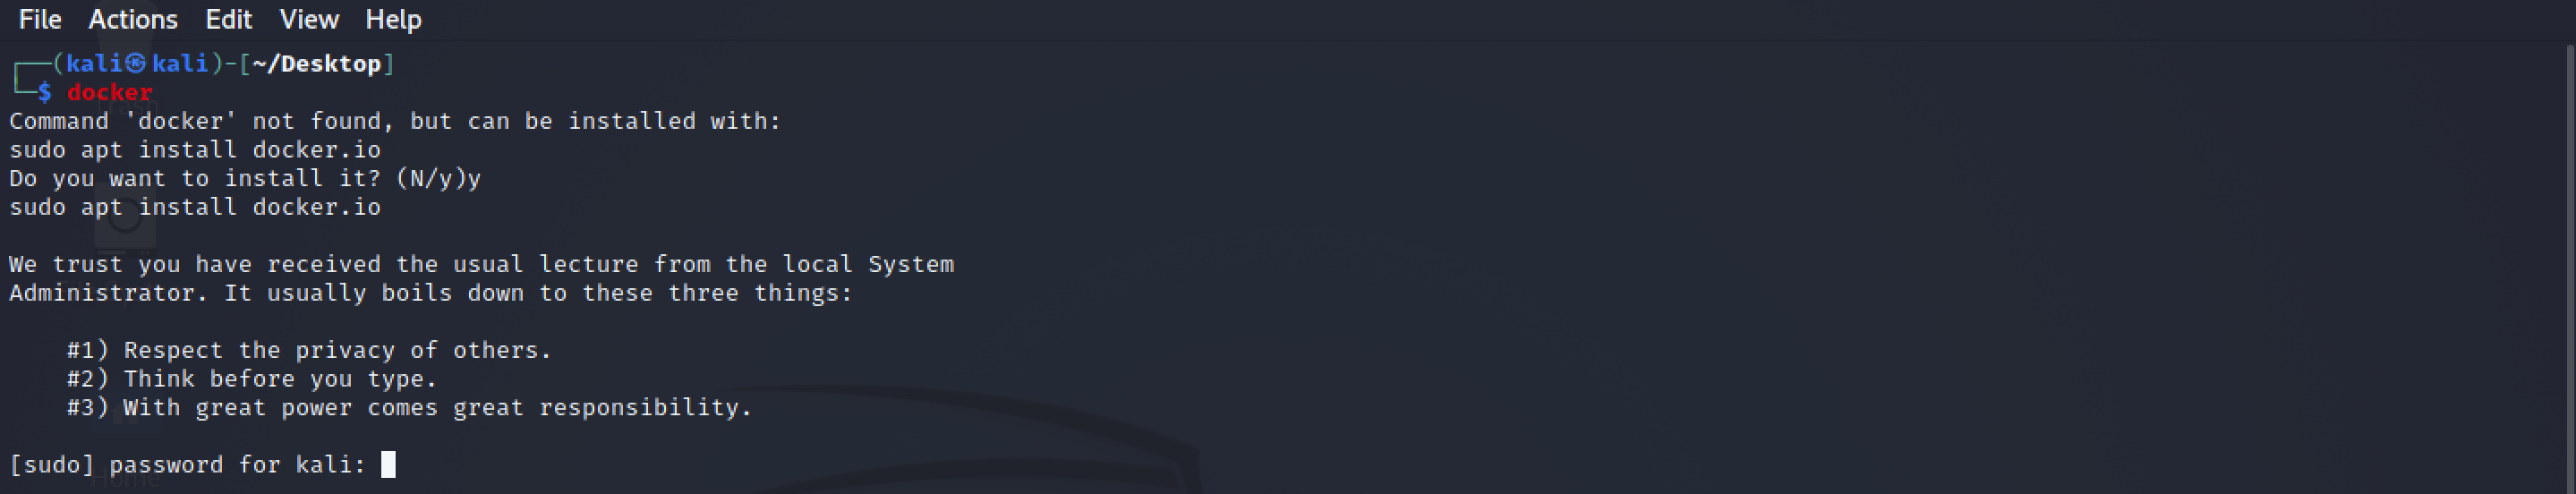 File Actions Edit View Help
┌──(kali㉿kali)-[~/Desktop]
└─$ docker
Command 'docker' not found, but can be installed with:
sudo apt install docker.io
Do you want to install it? (N/y)y
sudo apt install docker.io
We trust you have received the usual lecture from the local System
Administrator. It usually boils down to these three things:
#1) Respect the privacy of others.
#2) Think before you type.
#3) With great power comes great responsibility.
[sudo] password for kali:
Home